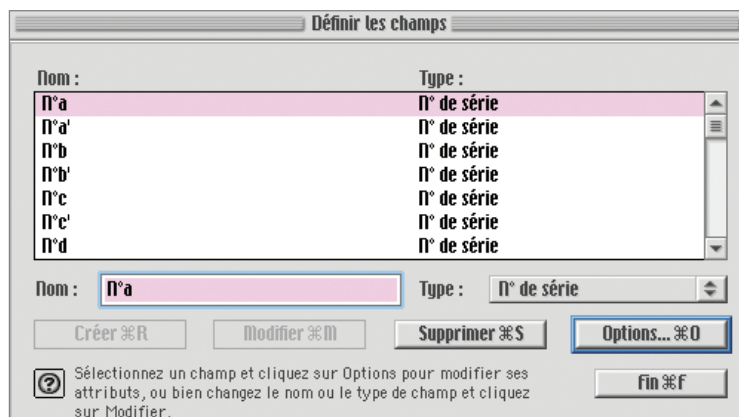 Définir les champs
Nom : Type :
N°a N° de série
N°a' N° de série
N°b N° de série
N°b' N° de série
N°c N° de série
N°c' N° de série
N°d N° de série
Nom : N°a Type : N° de série
Créer ⌘R Modifier ⌘M Supprimer ⌘S Options... ⌘O
Sélectionnez un champ et cliquez sur Options pour modifier ses
attributs, ou bien changez le nom ou le type de champ et cliquez
sur Modifier.
Fin ⌘F